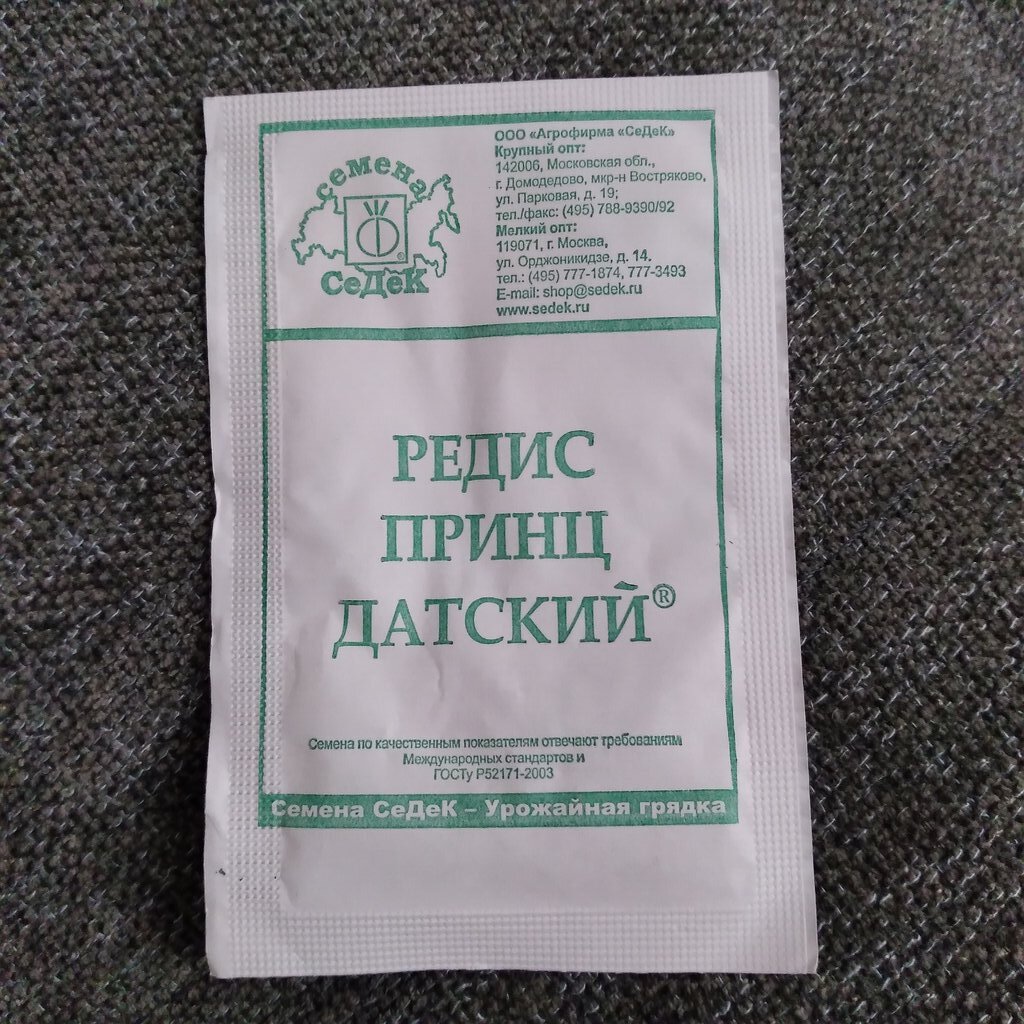 семена
СеДеК
®
ООО «Агрофирма «СеДеК»
Крупный опт:
142006, Московская обл.,
г. Домодедово, мкр-н Востряково,
ул. Парковая, д. 19;
тел./факс: (495) 788-9390/92
Мелкий опт:
119071, г. Москва,
ул. Орджоникидзе, д. 14.
тел.: (495) 777-1874, 777-3493
E-mail: shop@sedek.ru
www.sedek.ru
РЕДИС
ПРИНЦ
ДАТСКИЙ®
Семена по качественным показателям отвечают требованиям
Международных стандартов и
ГОСТу Р52171-2003
Семена СеДеК – Урожайная грядка